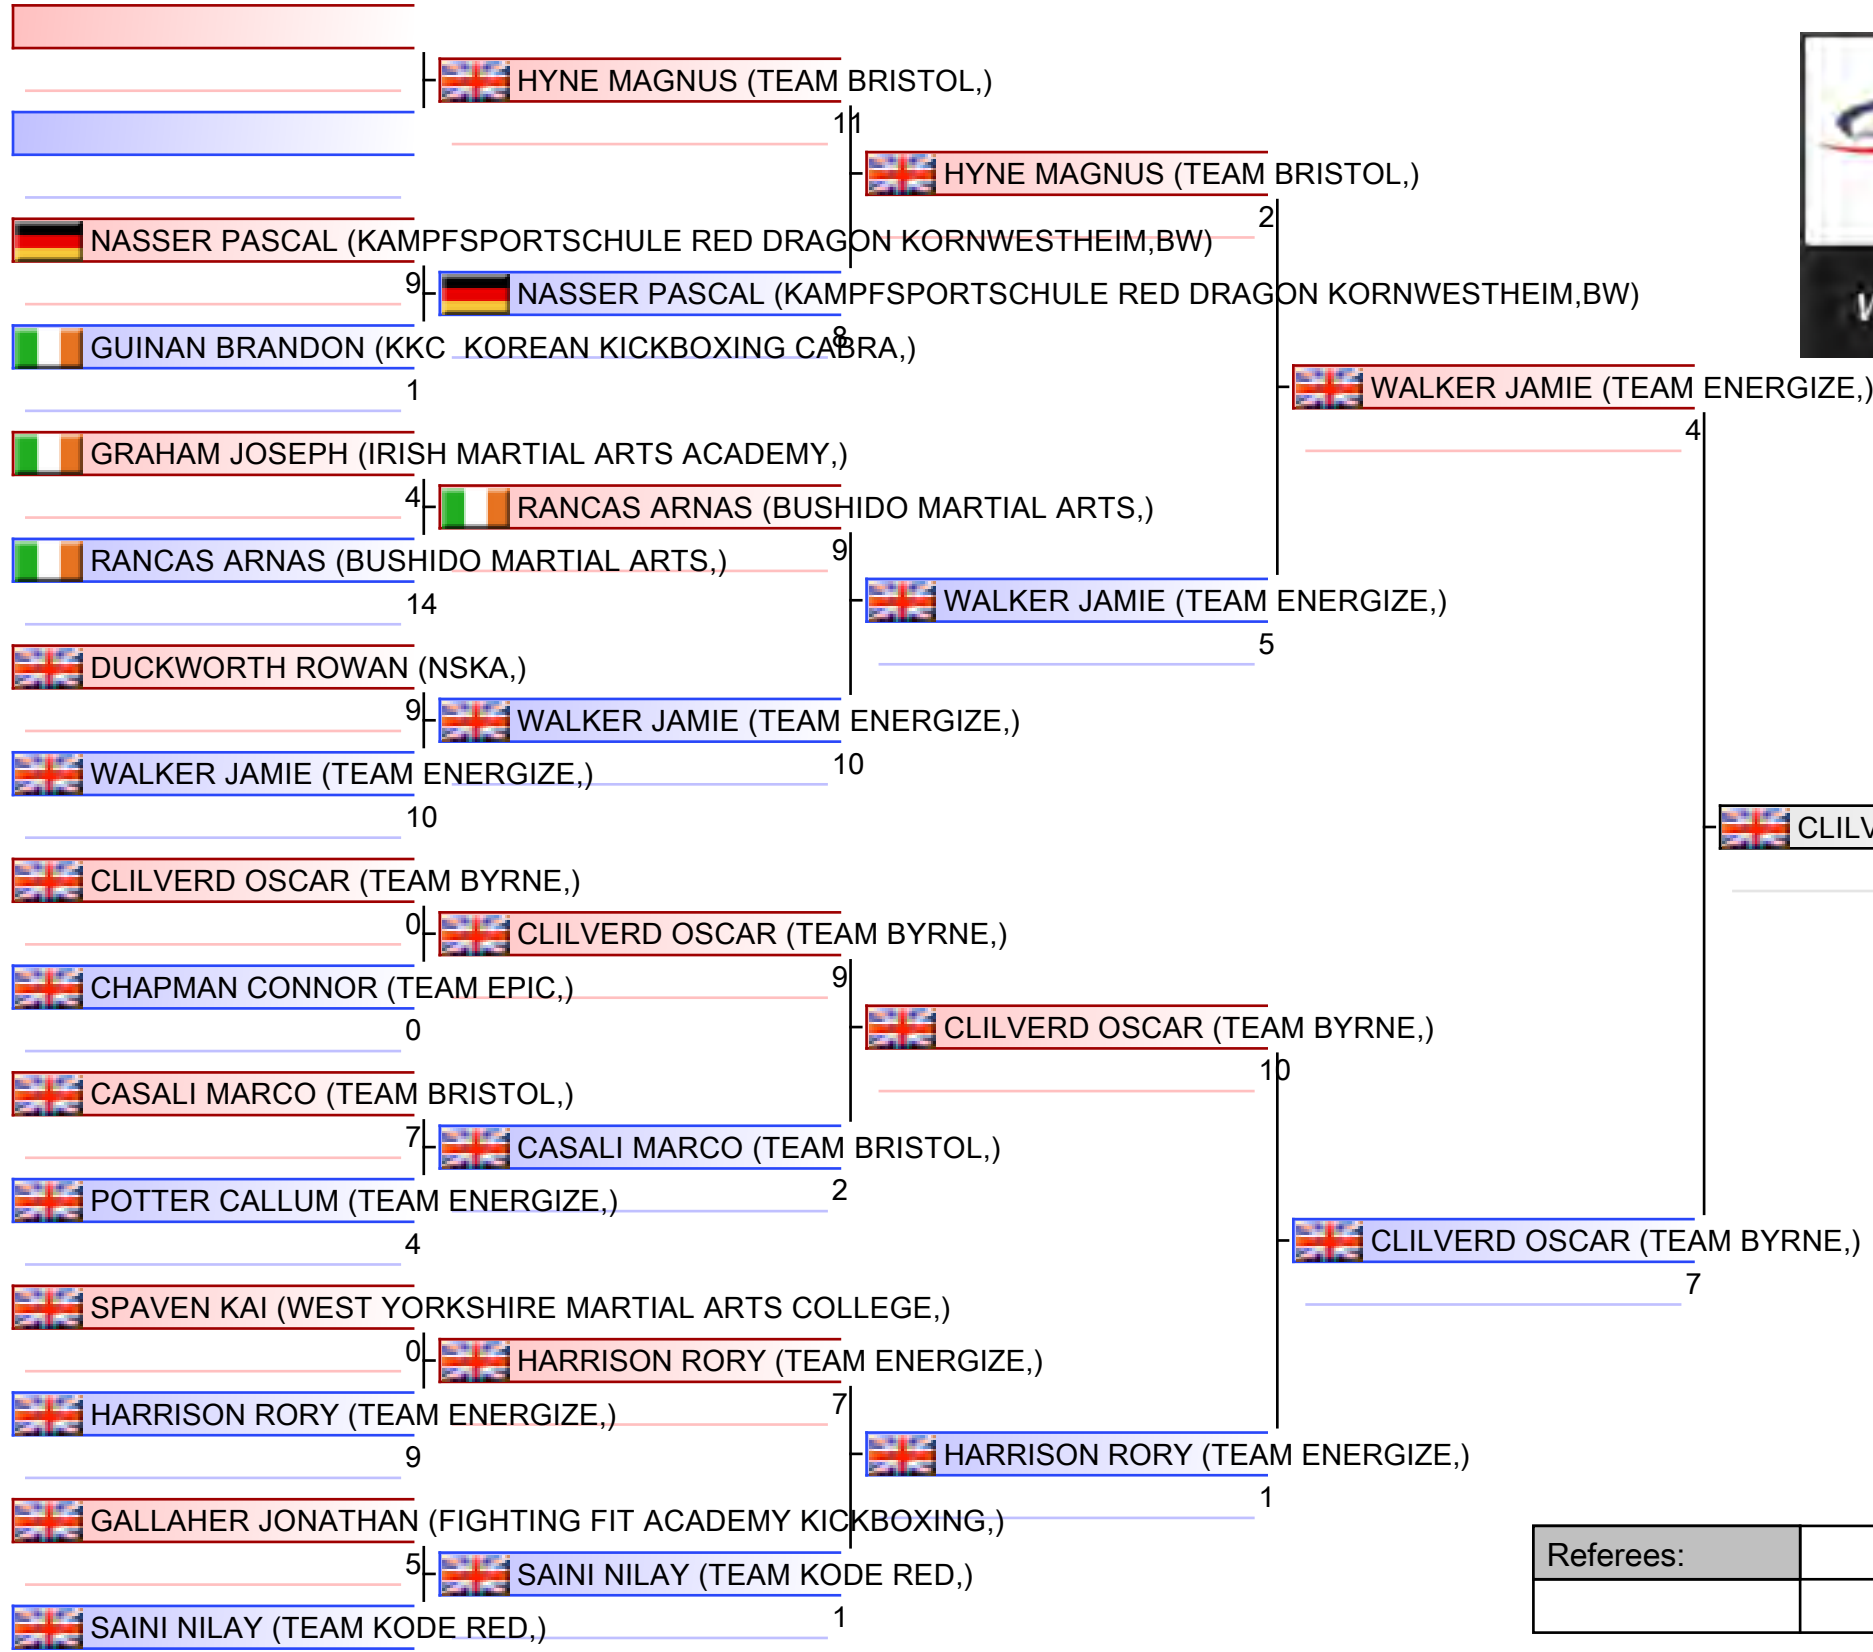 HYNE MAGNUS (TEAM BRISTOL,)
11
HYNE MAGNUS (TEAM BRISTOL,)
2
NASSER PASCAL (KAMPFSPORTSCHULE RED DRAGON KORNWESTHEIM,BW)
9
NASSER PASCAL (KAMPFSPORTSCHULE RED DRAGON KORNWESTHEIM,BW)
8
GUINAN BRANDON (KKC KOREAN KICKBOXING CABRA,)
1
WALKER JAMIE (TEAM ENERGIZE,)
4
GRAHAM JOSEPH (IRISH MARTIAL ARTS ACADEMY,)
4
RANCAS ARNAS (BUSHIDO MARTIAL ARTS,)
9
RANCAS ARNAS (BUSHIDO MARTIAL ARTS,)
14
WALKER JAMIE (TEAM ENERGIZE,)
5
DUCKWORTH ROWAN (NSKA,)
9
WALKER JAMIE (TEAM ENERGIZE,)
10
WALKER JAMIE (TEAM ENERGIZE,)
10
CLILV
CLILVERD OSCAR (TEAM BYRNE,)
0
CLILVERD OSCAR (TEAM BYRNE,)
9
CHAPMAN CONNOR (TEAM EPIC,)
0
CLILVERD OSCAR (TEAM BYRNE,)
10
CASALI MARCO (TEAM BRISTOL,)
7
CASALI MARCO (TEAM BRISTOL,)
2
POTTER CALLUM (TEAM ENERGIZE,)
4
CLILVERD OSCAR (TEAM BYRNE,)
7
SPAVEN KAI (WEST YORKSHIRE MARTIAL ARTS COLLEGE,)
0
HARRISON RORY (TEAM ENERGIZE,)
7
HARRISON RORY (TEAM ENERGIZE,)
9
HARRISON RORY (TEAM ENERGIZE,)
1
GALLAHER JONATHAN (FIGHTING FIT ACADEMY KICKBOXING,)
5
SAINI NILAY (TEAM KODE RED,)
1
SAINI NILAY (TEAM KODE RED,)
Referees: